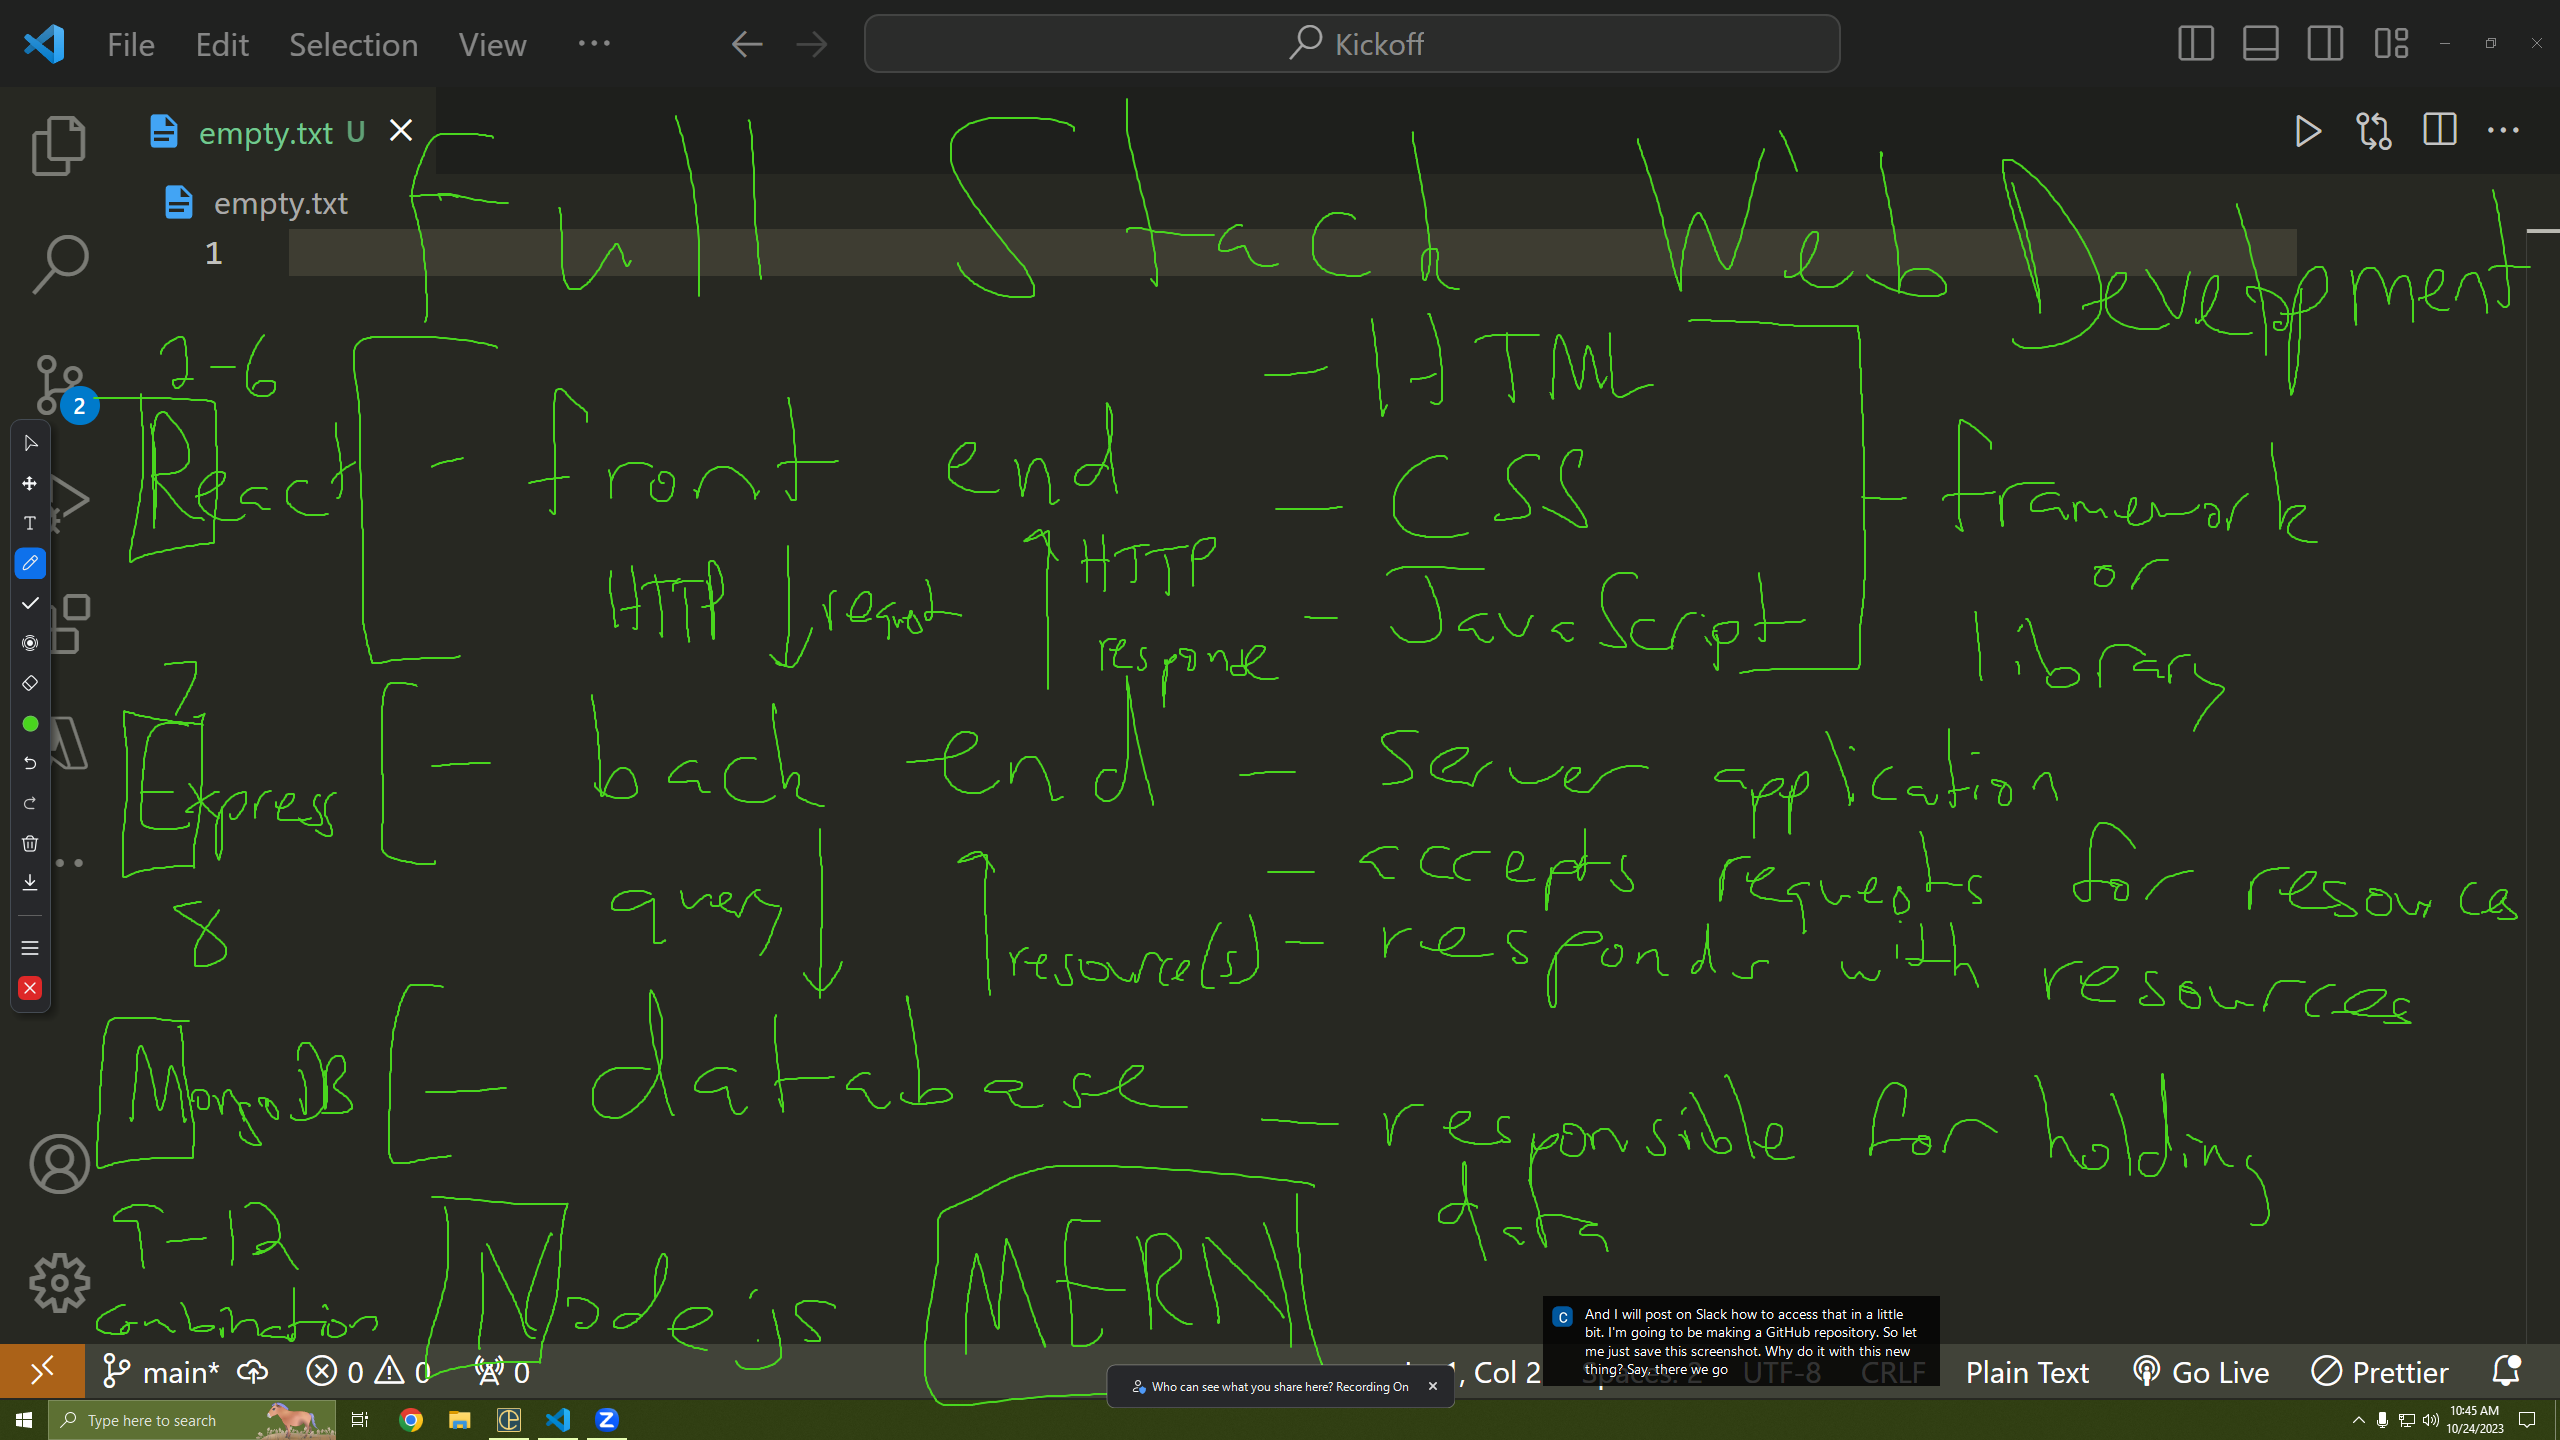 File Edit Selection View ··· Kickoff
empty.txt U
empty.txt
1
Full Stack Web Development
2-6
React - front end
- HTML
- CSS
- JavaScript
- framework
or
library
HTTP reqst
HTTP
response
7
Express - back end - Server application
- accepts requests for resources
- responds with resources
query
resource(s)
8
MongoDB - database - responsible for holding
data
9-12
combination
Nodejs
MERN
2
C And I will post on Slack how to access that in a little
bit. I'm going to be making a GitHub repository. So let
me just save this screenshot. Why do it with this new
thing? Say, there we go
Who can see what you share here? Recording On
main* 0 0 0 1, Col 2 Spaces: 2 UTF-8 CRLF Plain Text Go Live Prettier
Type here to search
10:45 AM
10/24/2023